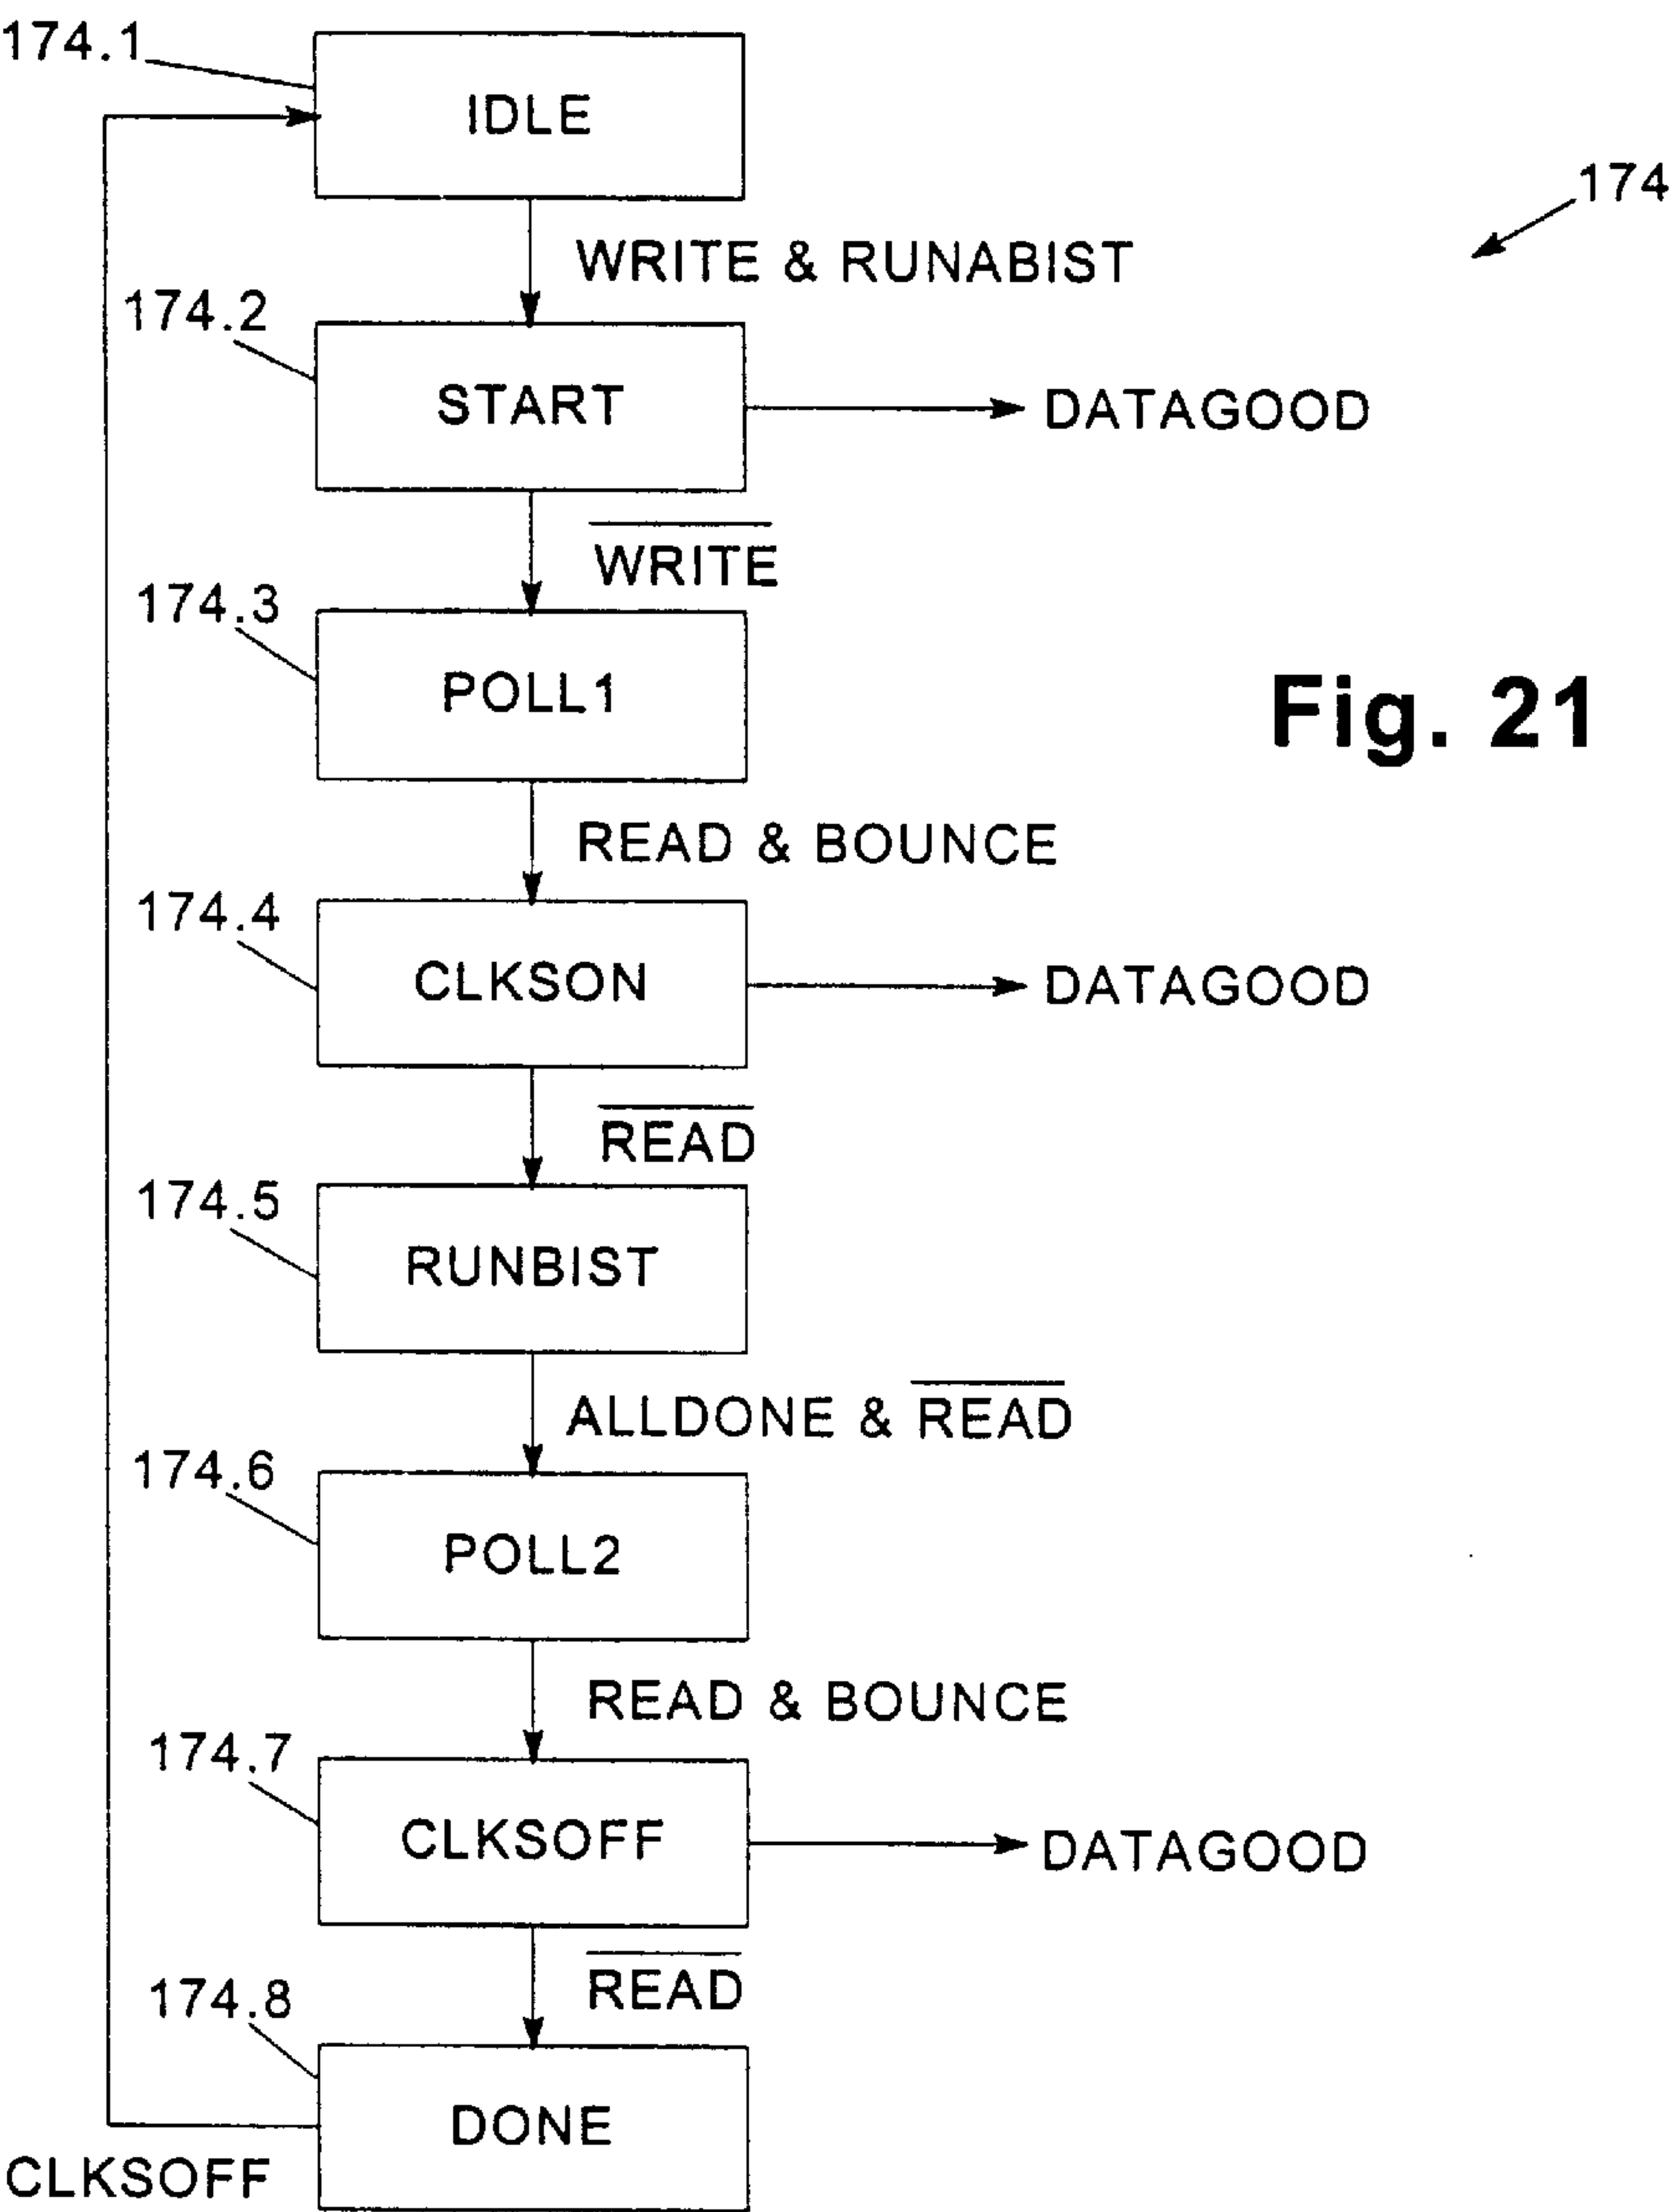 174.1
IDLE
174
WRITE & RUNABIST
174.2
START
DATAGOOD
WRITE
174.3
POLL1
Fig. 21
READ & BOUNCE
174.4
CLKSON
DATAGOOD
READ
174.5
RUNBIST
ALLDONE & READ
174.6
POLL2
READ & BOUNCE
174.7
CLKSOFF
DATAGOOD
READ
174.8
DONE
CLKSOFF